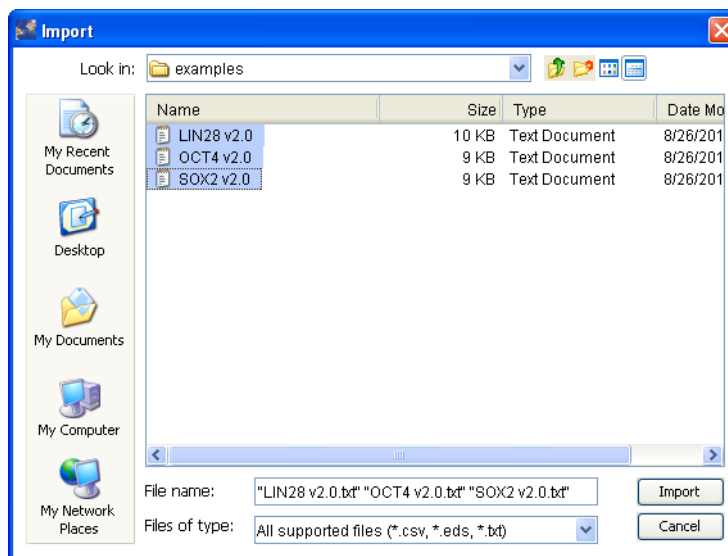 Import
Look in: examples
Name Size Type Date Mo
LIN28 v2.0 10 KB Text Document 8/26/201
OCT4 v2.0 9 KB Text Document 8/26/201
SOX2 v2.0 9 KB Text Document 8/26/201
My Recent
Documents
Desktop
My Documents
My Computer
My Network
Places
File name: "LIN28 v2.0.txt" "OCT4 v2.0.txt" "SOX2 v2.0.txt" Import
Files of type: All supported files (*.csv, *.eds, *.txt) Cancel